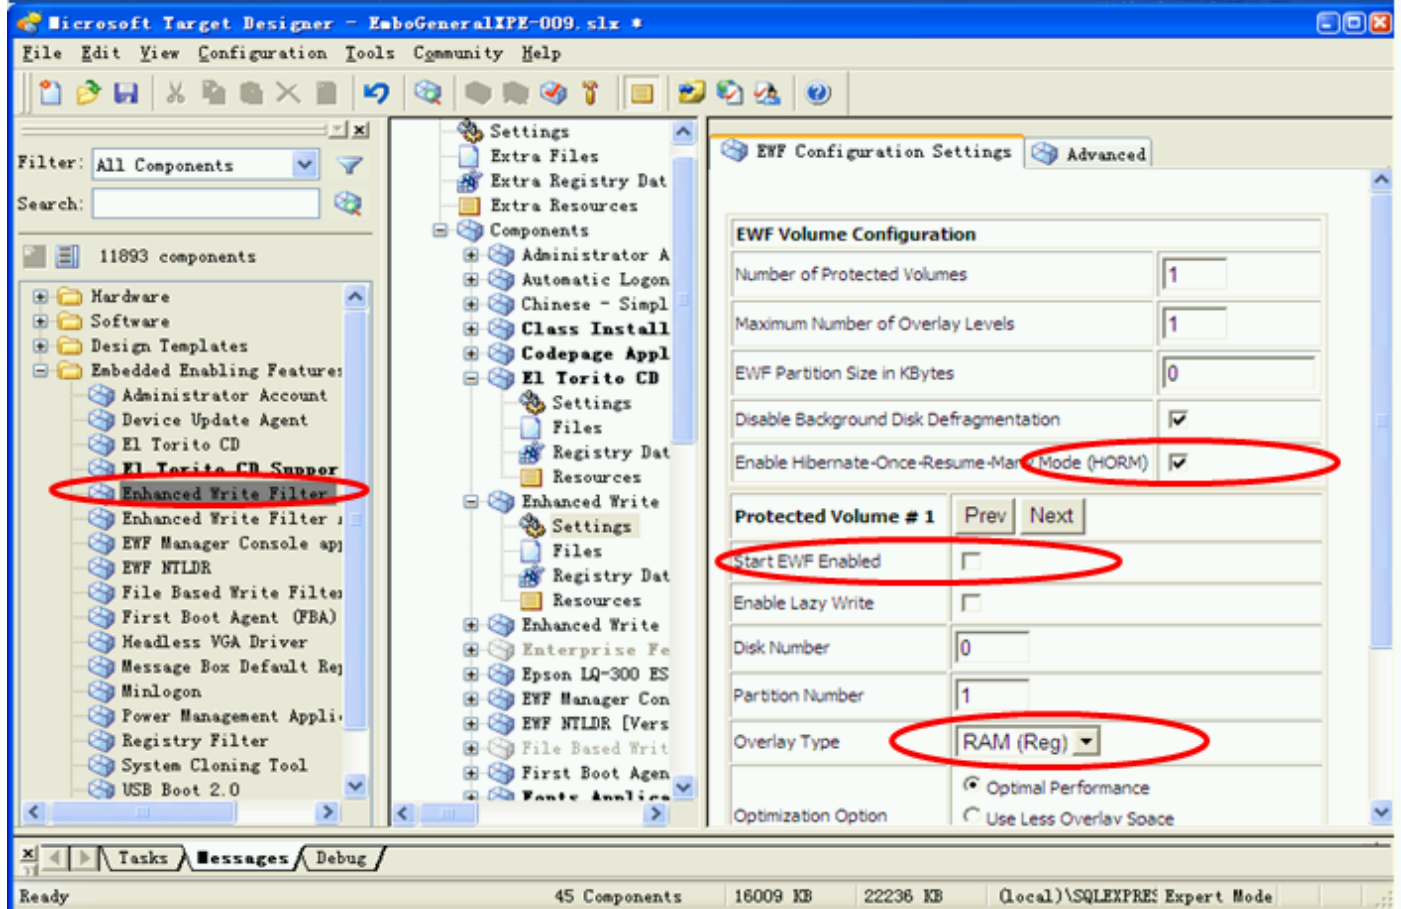 Microsoft Target Designer - EmboGeneralXPE-009.slx *
File Edit View Configuration Tools Community Help
Filter: All Components
Search:
11893 components
Hardware
Software
Design Templates
Embedded Enabling Features
Administrator Account
Device Update Agent
El Torito CD
El Torito CD Suppor
Enhanced Write Filter
Enhanced Write Filter
EWF Manager Console app
EWF NTLDR
File Based Write Filter
First Boot Agent (FBA)
Headless VGA Driver
Message Box Default Rep
Minlogon
Power Management Appli
Registry Filter
System Cloning Tool
USB Boot 2.0
Settings
Extra Files
Extra Registry Dat
Extra Resources
Components
Administrator A
Automatic Logon
Chinese - Simpl
Class Install
Codepage Appl
El Torito CD
Settings
Files
Registry Dat
Resources
Enhanced Write
Settings
Files
Registry Dat
Resources
Enhanced Write
Enterprise Fe
Epson LQ-300 ES
EWF Manager Con
EWF NTLDR [Vers
File Based Writ
First Boot Agen
Fonts Applica
EWF Configuration Settings Advanced
EWF Volume Configuration
Number of Protected Volumes 1
Maximum Number of Overlay Levels 1
EWF Partition Size in KBytes 0
Disable Background Disk Defragmentation
Enable Hibernate-Once-Resume-Many Mode (HORM)
Protected Volume # 1 Prev Next
Start EWF Enabled
Enable Lazy Write
Disk Number 0
Partition Number 1
Overlay Type RAM (Reg)
Optimal Performance
Optimization Option Use Less Overlay Space
Tasks Messages Debug
Ready 45 Components 16009 KB 22236 KB (local)\SQLEXPRES Expert Mode